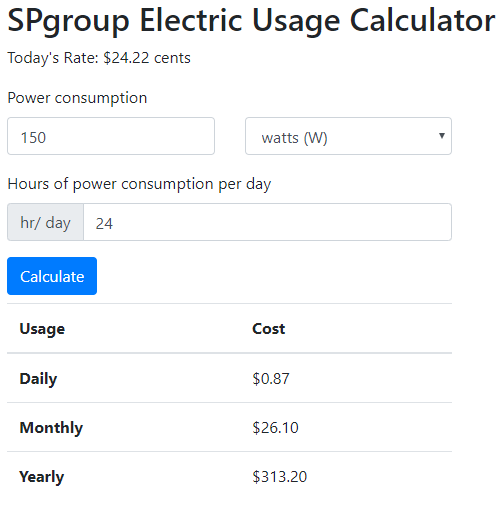 SPgroup Electric Usage Calculator
Today's Rate: $24.22 cents
Power consumption
150 watts (W)
Hours of power consumption per day
hr/ day 24
Calculate
Usage Cost
Daily $0.87
Monthly $26.10
Yearly $313.20